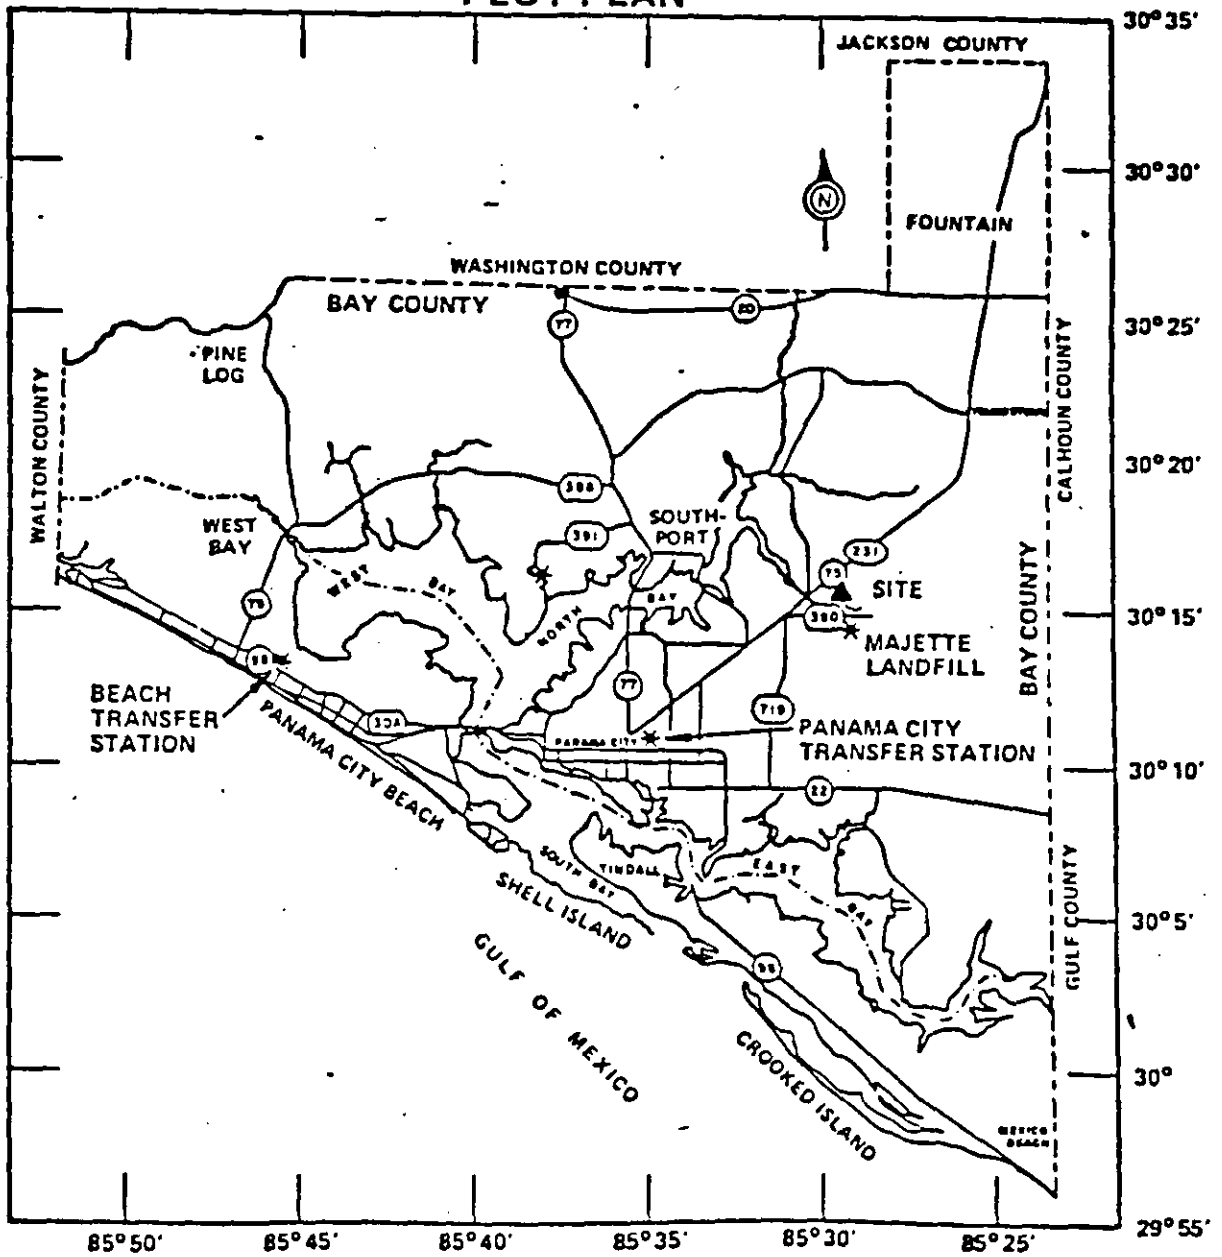 PLOT PLAN
30°35'
JACKSON COUNTY
30°30'
N
FOUNTAIN
WASHINGTON COUNTY
BAY COUNTY
20
77
30°25'
PINE
LOG
WALTON COUNTY
CALHOUN COUNTY
30°20'
388
WEST
BAY
391
SOUTH-
PORT
231
75
SITE
WEST BAY
NORTH BAY
79
390
30°15'
MAJETTE
LANDFILL
BAY COUNTY
98
77
BEACH
TRANSFER
STATION
30A
719
PANAMA CITY
PANAMA CITY
TRANSFER STATION
PANAMA CITY BEACH
30°10'
22
SOUTH BAY
TINDALL
EAST BAY
SHELL ISLAND
GULF COUNTY
30°5'
98
GULF OF MEXICO
CROOKED ISLAND
30°
MEXICO
BEACH
29°55'
85°50'
85°45'
85°40'
85°35'
85°30'
85°25'